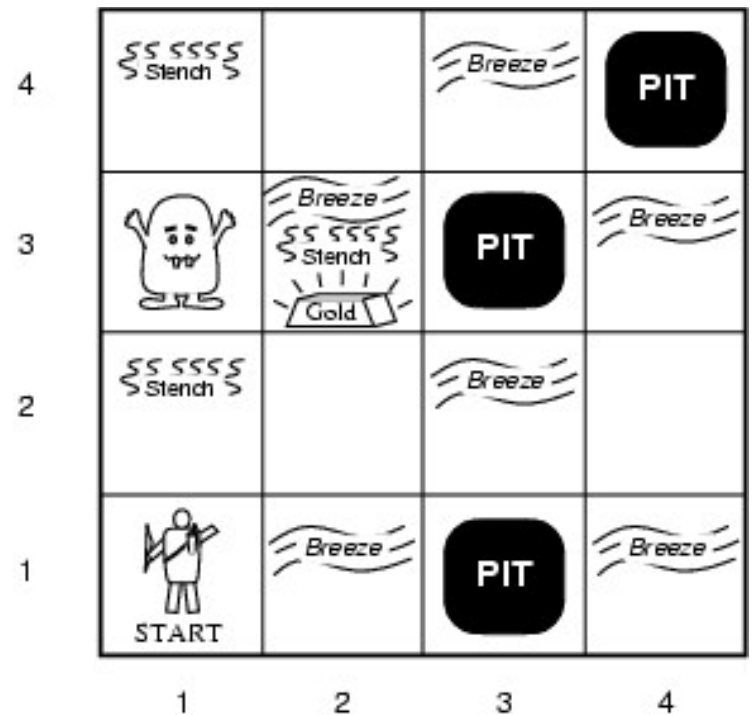 4
Stench
Breeze
PIT
3
Breeze
Stench
Gold
PIT
Breeze
2
Stench
Breeze
1
START
Breeze
PIT
Breeze
1 2 3 4